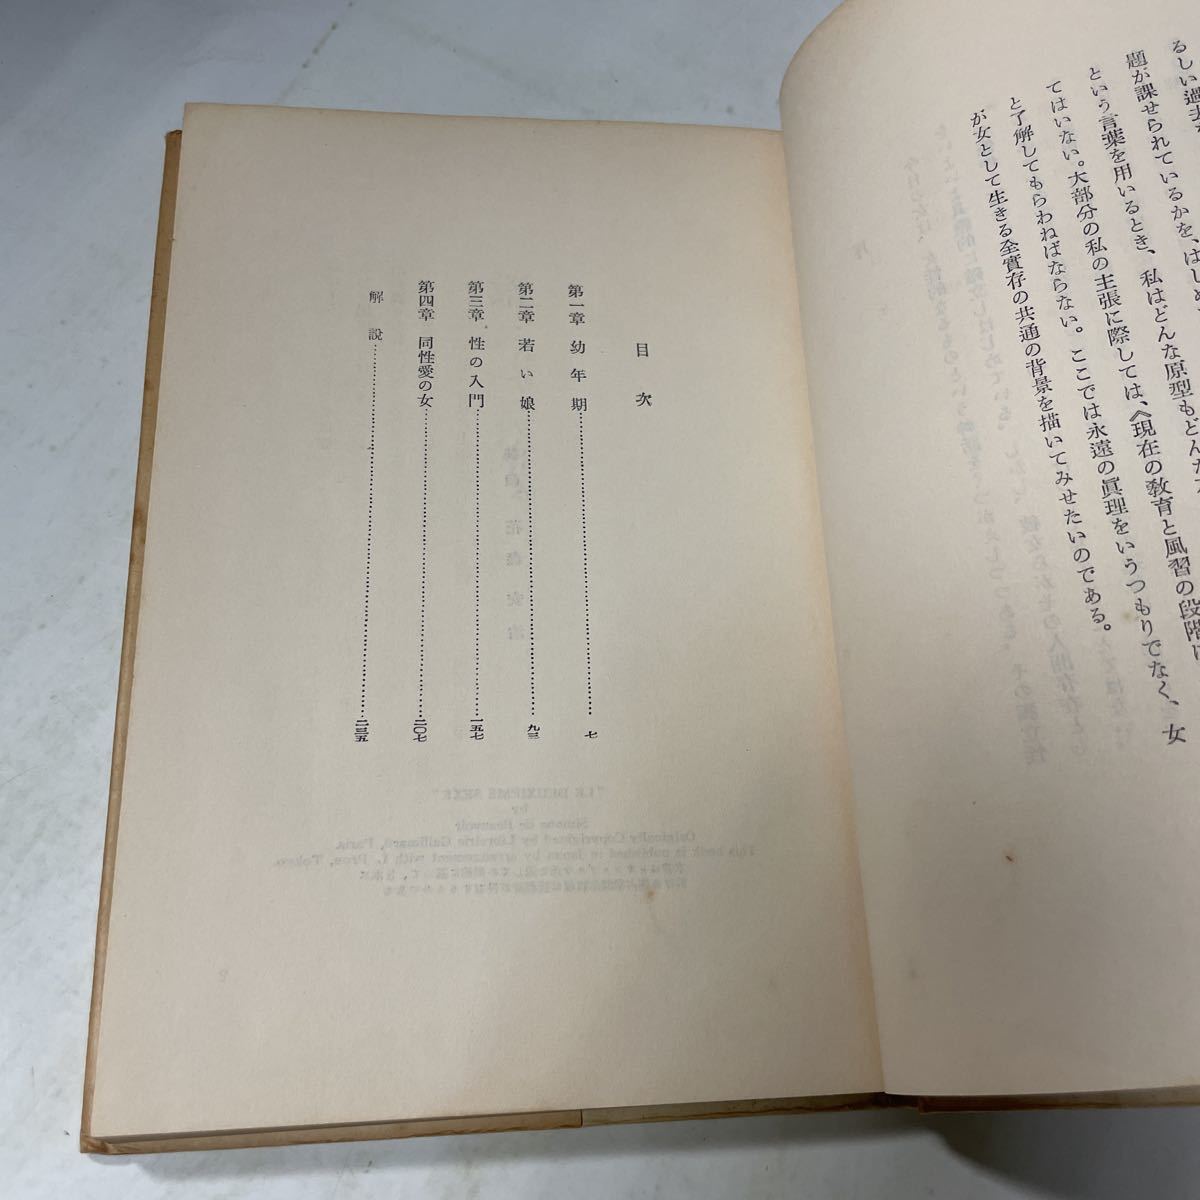 題が課せられているかを、はじめ
という言葉を用いるとき、私はどんな原型もどんな
てはいない。大部分の私の主張に際しては、〈現在の教育と風習の段階に
と了解してもらわねばならない。ここでは永遠の眞理をいうつもりでなく、女
が女として生きる全實存の共通の背景を描いてみせたいのである。
目次
第一章 幼年期……七
第二章 若い娘……九三
第三章 性の入門……一五七
第四章 同性愛の女……二〇七
解説……二三五